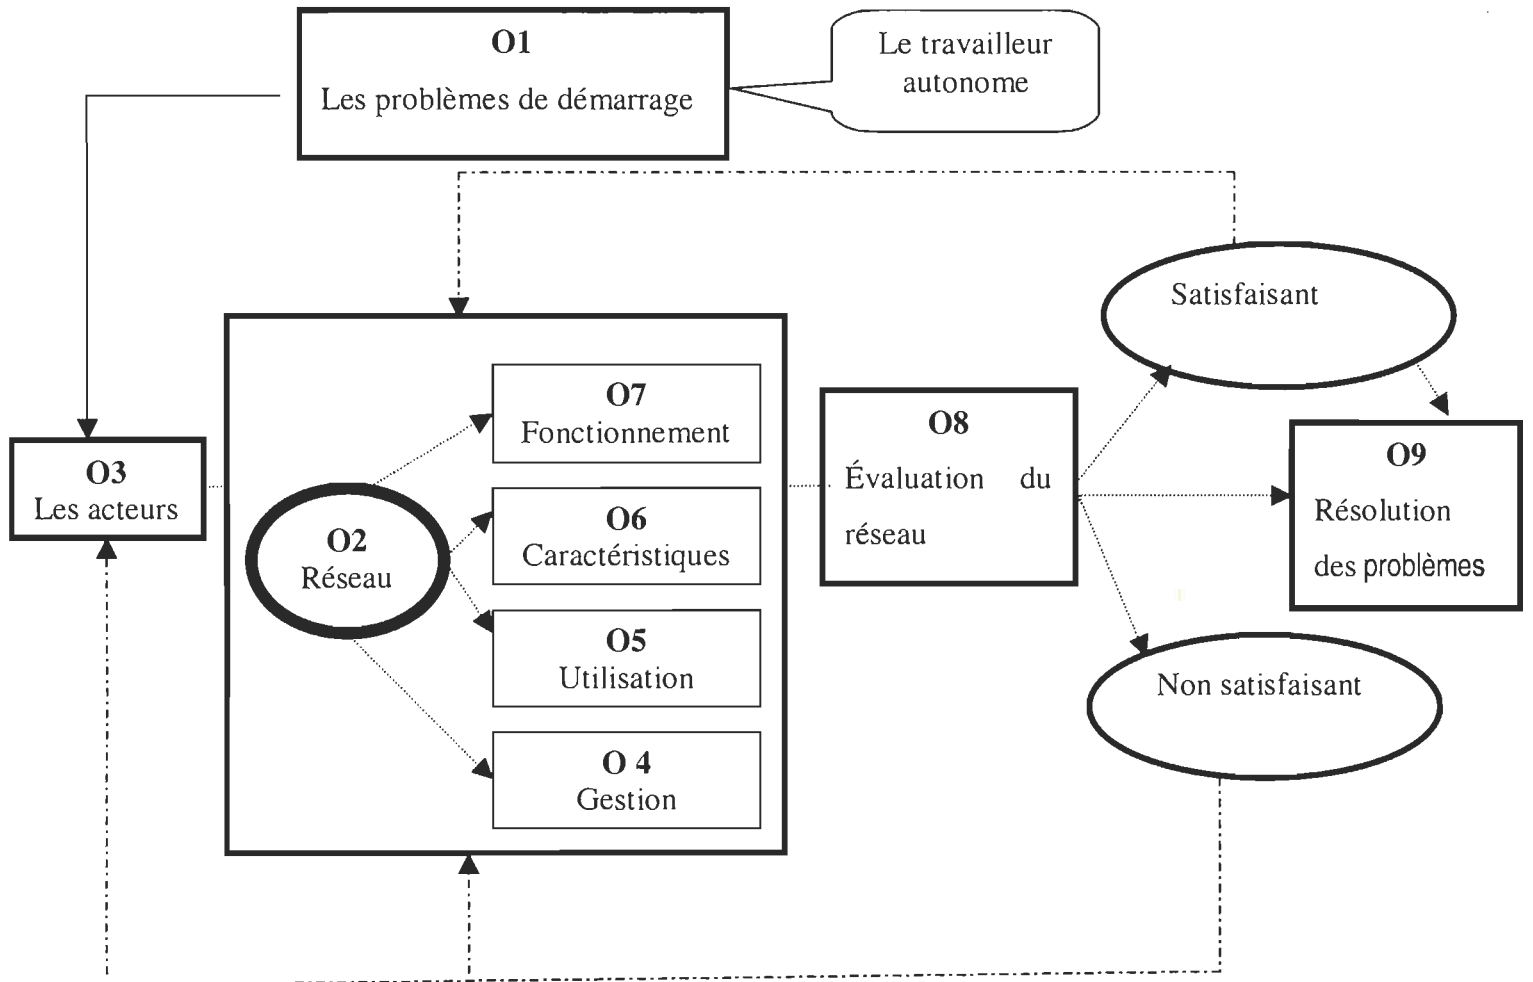 O1
Les problèmes de démarrage
Le travailleur
autonome
Satisfaisant
O7
Fonctionnement
O8
Évaluation du
réseau
O9
Résolution
des problèmes
O3
Les acteurs
O2
Réseau
O6
Caractéristiques
O5
Utilisation
Non satisfaisant
O 4
Gestion